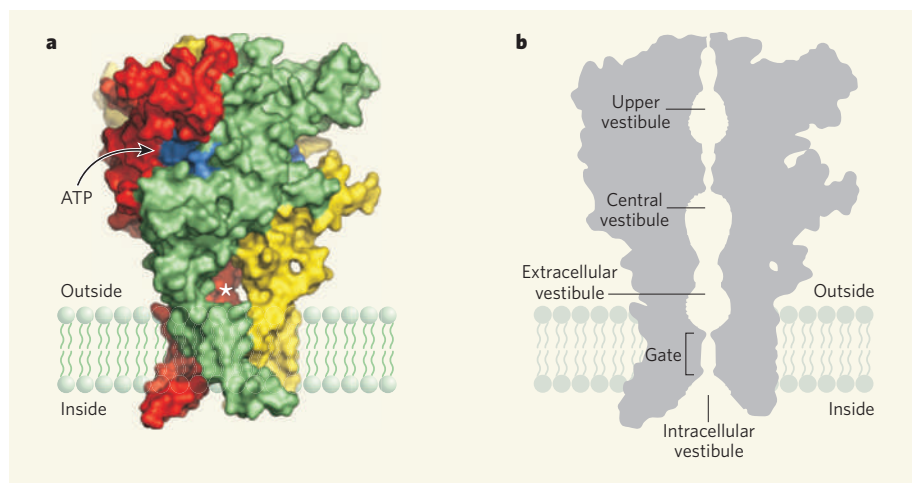 a
ATP
Outside
Inside
b
Upper
vestibule
Central
vestibule
Extracellular
vestibule
Outside
Gate
Inside
Intracellular
vestibule